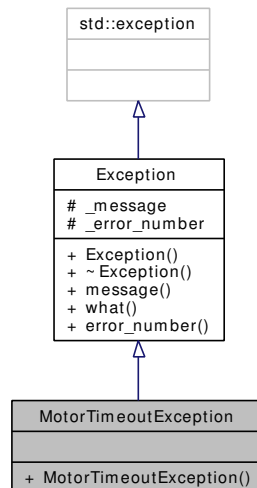 std::exception
Exception
# _message
# _error_number
+ Exception()
+ ~Exception()
+ message()
+ what()
+ error_number()
MotorTimeoutException
+ MotorTimeoutException()